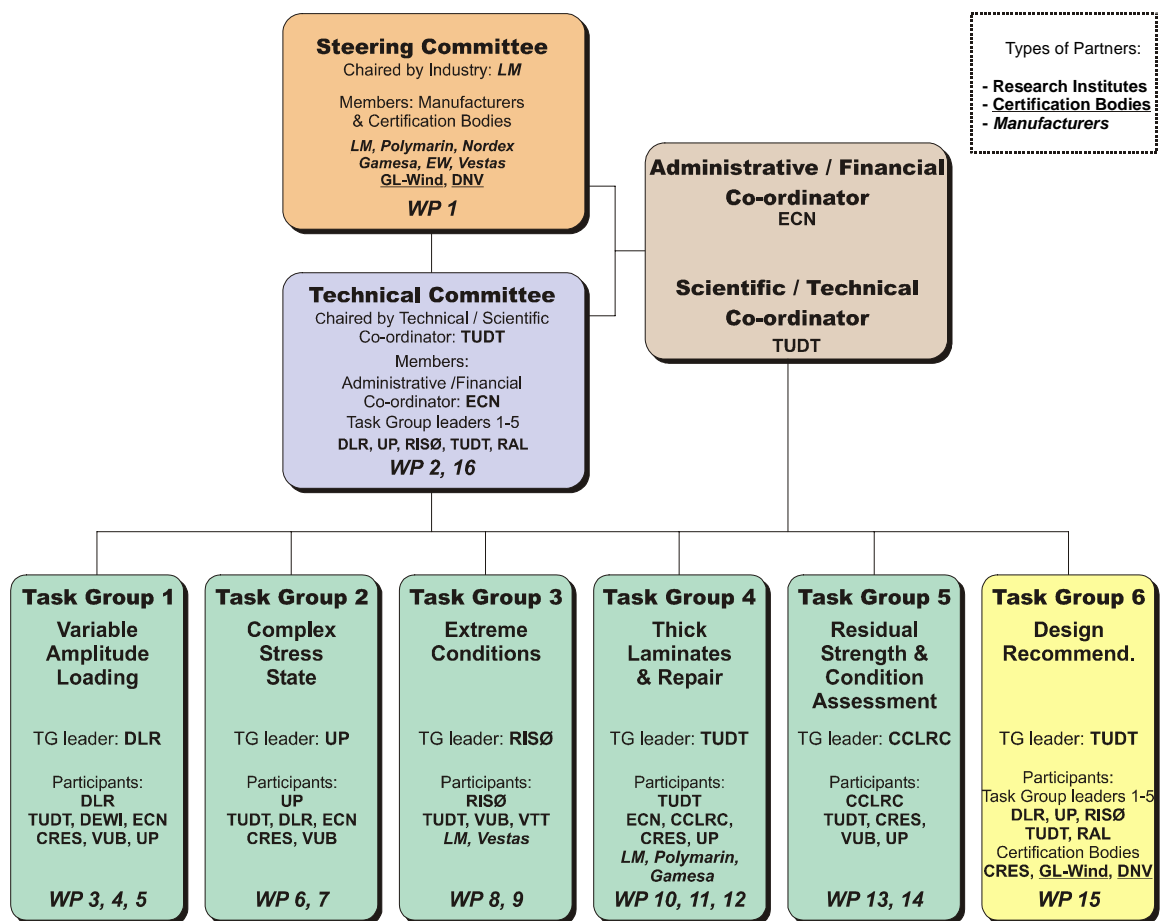 Steering Committee
Chaired by Industry: LM
Members: Manufacturers
& Certification Bodies
LM, Polymarin, Nordex
Gamesa, EW, Vestas
GL-Wind, DNV
WP 1
Types of Partners:
- Research Institutes
- Certification Bodies
- Manufacturers
Administrative / Financial
Co-ordinator
ECN
Scientific / Technical
Co-ordinator
TUDT
Technical Committee
Chaired by Technical / Scientific
Co-ordinator: TUDT
Members:
Administrative /Financial
Co-ordinator: ECN
Task Group leaders 1-5
DLR, UP, RISØ, TUDT, RAL
WP 2, 16
Task Group 1
Variable
Amplitude
Loading
TG leader: DLR
Participants:
DLR
TUDT, DEWI, ECN
CRES, VUB, UP
WP 3, 4, 5
Task Group 2
Complex
Stress
State
TG leader: UP
Participants:
UP
TUDT, DLR, ECN
CRES, VUB
WP 6, 7
Task Group 3
Extreme
Conditions
TG leader: RISØ
Participants:
RISØ
TUDT, VUB, VTT
LM, Vestas
WP 8, 9
Task Group 4
Thick
Laminates
& Repair
TG leader: TUDT
Participants:
TUDT
ECN, CCLRC,
CRES, UP
LM, Polymarin,
Gamesa
WP 10, 11, 12
Task Group 5
Residual
Strength &
Condition
Assessment
TG leader: CCLRC
Participants:
CCLRC
TUDT, CRES,
VUB, UP
WP 13, 14
Task Group 6
Design
Recommend.
TG leader: TUDT
Participants:
Task Group leaders 1-5
DLR, UP, RISØ
TUDT, RAL
Certification Bodies
CRES, GL-Wind, DNV
WP 15